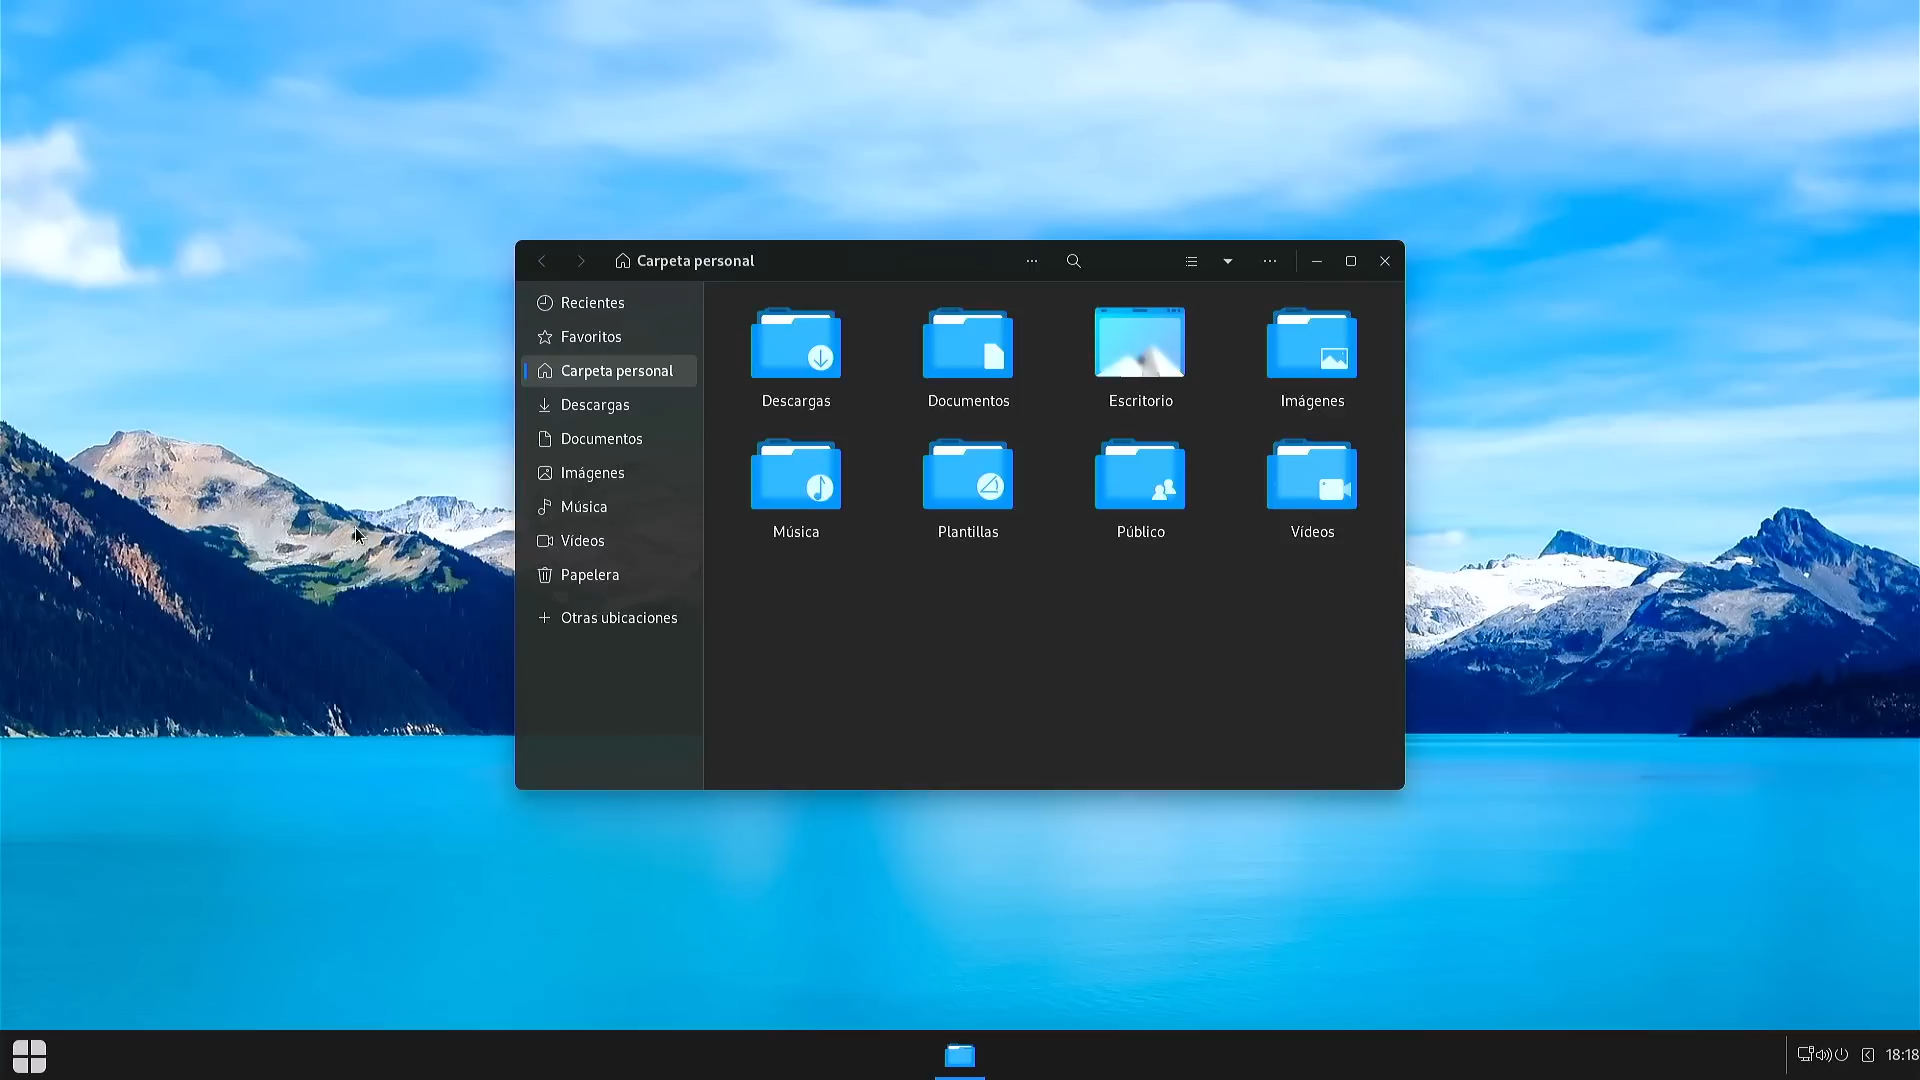 Carpeta personal
Recientes
Favoritos
Carpeta personal
Descargas
Documentos
Imágenes
Música
Vídeos
Papelera
Otras ubicaciones
Descargas
Documentos
Escritorio
Imágenes
Música
Plantillas
Público
Vídeos
18:18